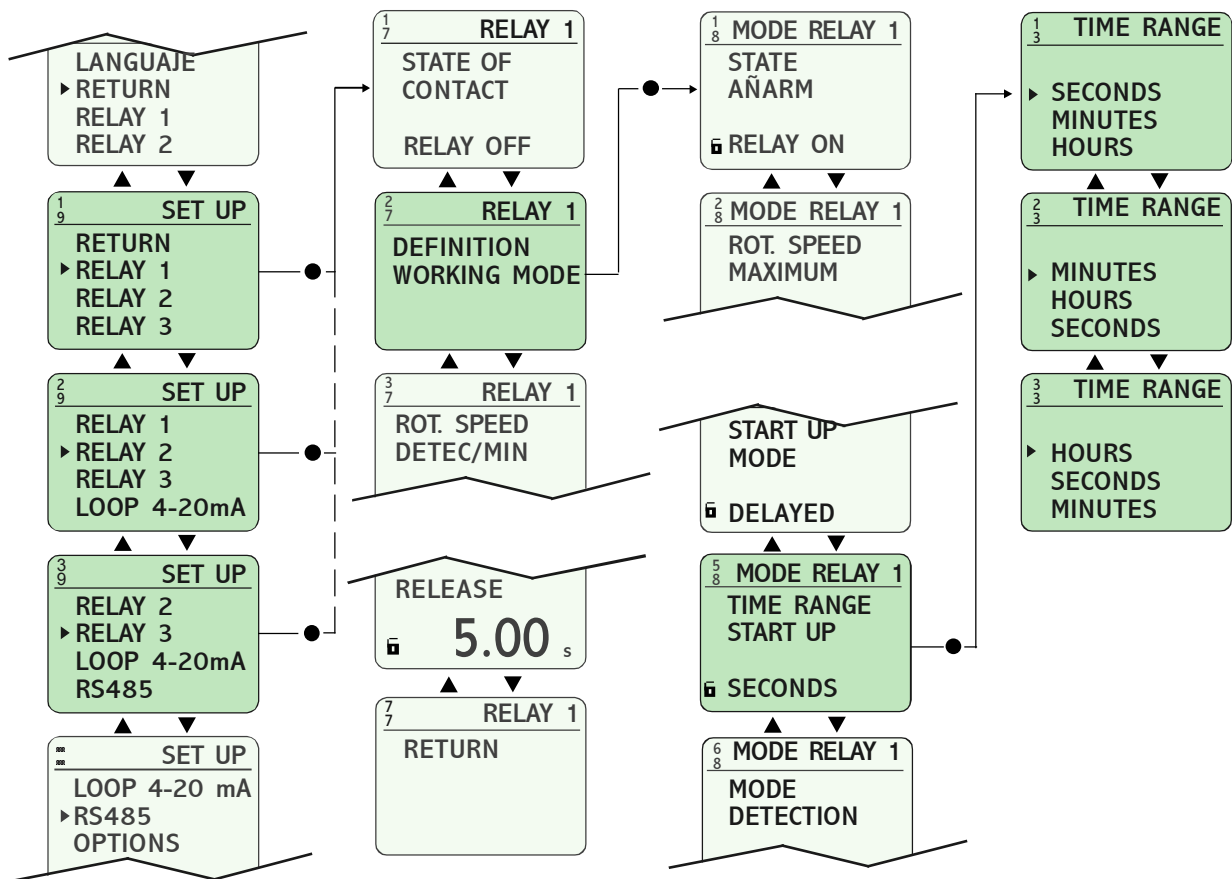 LANGUAJE
RETURN
RELAY 1
RELAY 2
1
9
SET UP
RETURN
RELAY 1
RELAY 2
RELAY 3
2
9
SET UP
RELAY 1
RELAY 2
RELAY 3
LOOP 4-20mA
3
9
SET UP
RELAY 2
RELAY 3
LOOP 4-20mA
RS485
SET UP
LOOP 4-20 mA
RS485
OPTIONS
1
7
RELAY 1
STATE OF
CONTACT
RELAY OFF
2
7
RELAY 1
DEFINITION
WORKING MODE
3
7
RELAY 1
ROT. SPEED
DETEC/MIN
RELEASE
5.00 s
7
7
RELAY 1
RETURN
1
8
MODE RELAY 1
STATE
AÑARM
RELAY ON
2
8
MODE RELAY 1
ROT. SPEED
MAXIMUM
START UP
MODE
DELAYED
5
8
MODE RELAY 1
TIME RANGE
START UP
SECONDS
6
8
MODE RELAY 1
MODE
DETECTION
1
3
TIME RANGE
SECONDS
MINUTES
HOURS
2
3
TIME RANGE
MINUTES
HOURS
SECONDS
3
3
TIME RANGE
HOURS
SECONDS
MINUTES